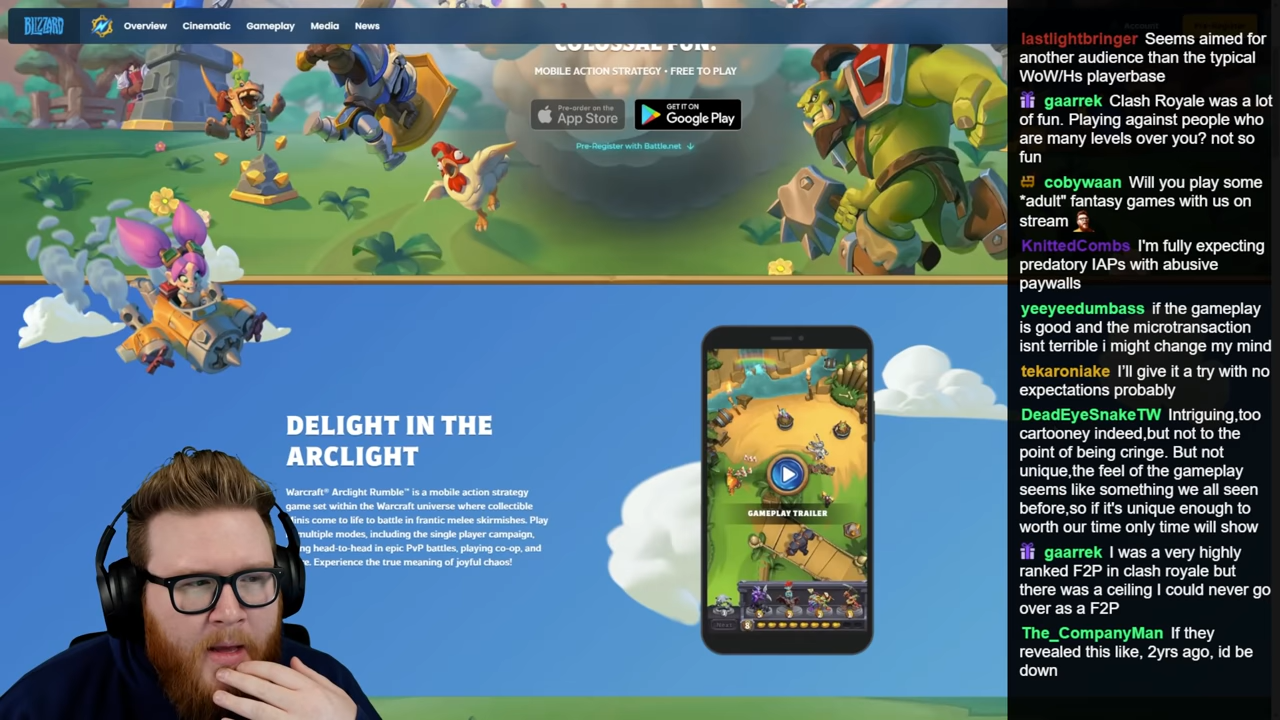 BLIZZARD
Overview
Cinematic
Gameplay
Media
News
Account
COLOSSAL FUN!
MOBILE ACTION STRATEGY • FREE TO PLAY
Pre-order on the
App Store
GET IT ON
Google Play
Pre-Register with Battle.net
DELIGHT IN THE
ARCLIGHT
Warcraft® Arclight Rumble™ is a mobile action strategy
game set within the Warcraft universe where collectible
Minis come to life to battle in frantic melee skirmishes. Play
multiple modes, including the single player campaign,
head-to-head in epic PvP battles, playing co-op, and
Experience the true meaning of joyful chaos!
GAMEPLAY TRAILER
lastlightbringer Seems aimed for
another audience than the typical
WoW/Hs playerbase
gaarrek Clash Royale was a lot
of fun. Playing against people who
are many levels over you? not so
fun
cobywaan Will you play some
*adult" fantasy games with us on
stream
KnittedCombs I'm fully expecting
predatory IAPs with abusive
paywalls
yeeyeedumbass if the gameplay
is good and the microtransaction
isnt terrible i might change my mind
tekaroniake I'll give it a try with no
expectations probably
DeadEyeSnakeTW Intriguing,too
cartooney indeed,but not to the
point of being cringe. But not
unique,the feel of the gameplay
seems like something we all seen
before,so if it's unique enough to
worth our time only time will show
gaarrek I was a very highly
ranked F2P in clash royale but
there was a ceiling I could never go
over as a F2P
The_CompanyMan If they
revealed this like, 2yrs ago, id be
down